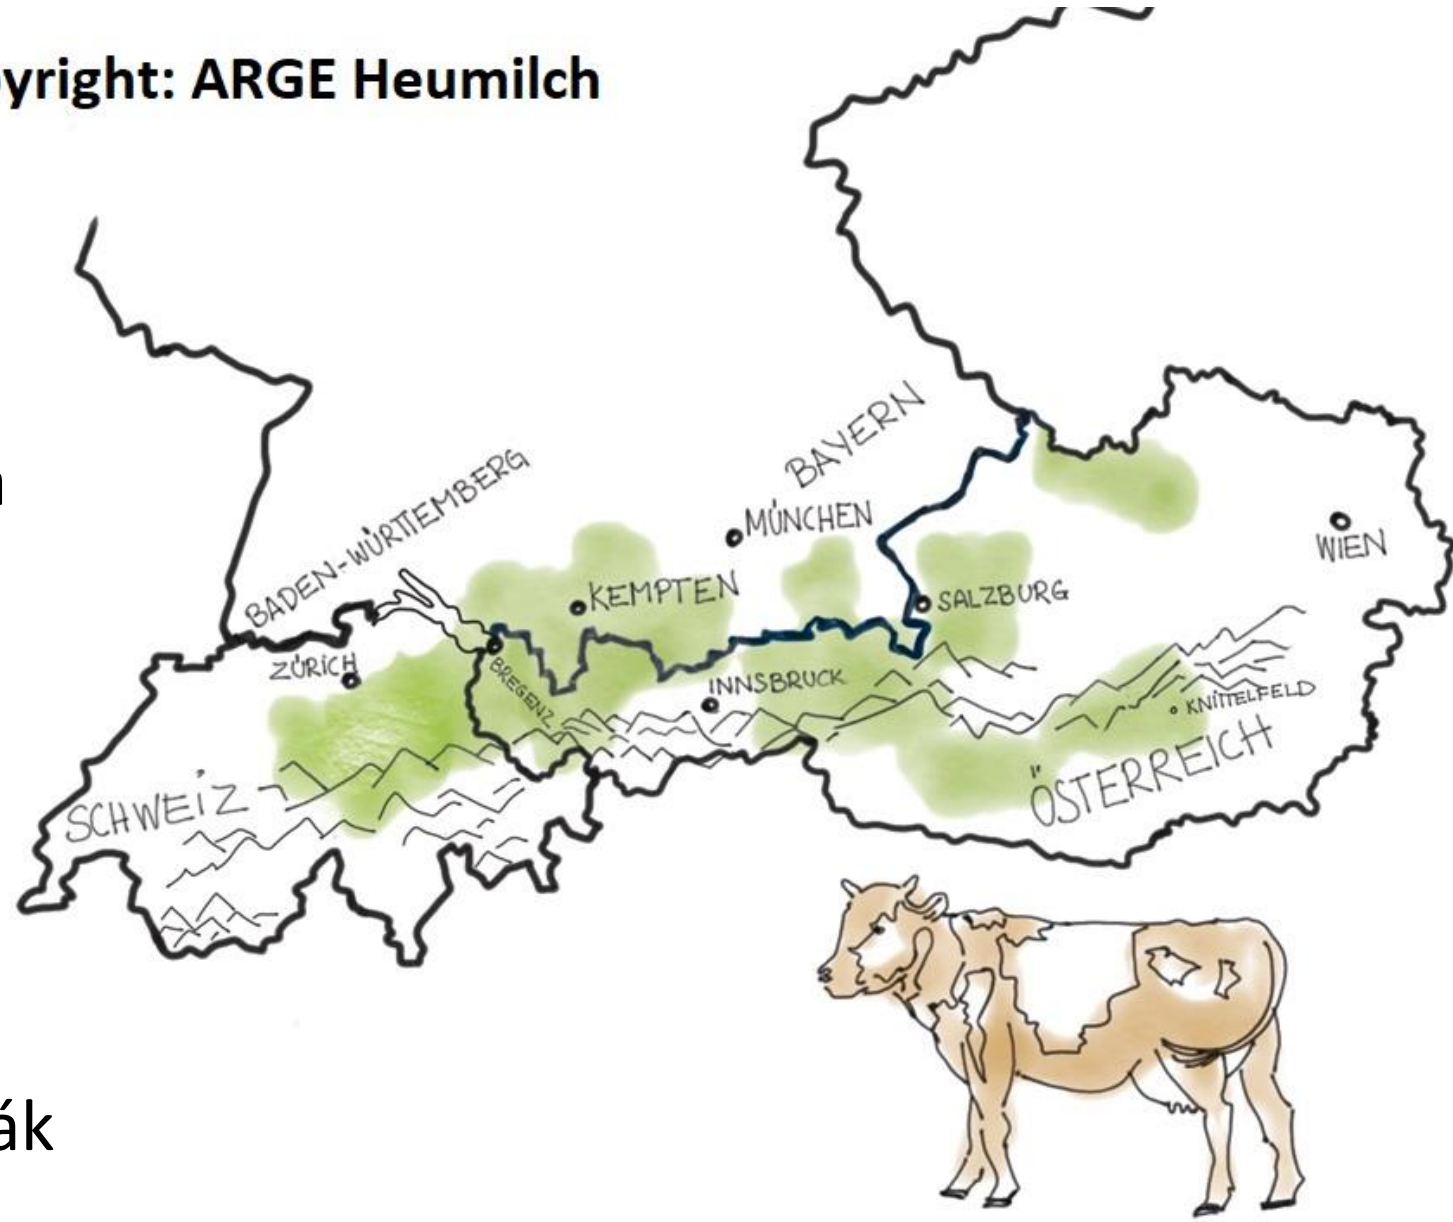 yright: ARGE Heumilch
BAYERN
BADEN-WÜRTTEMBERG
MÜNCHEN
WIEN
KEMPTEN
SALZBURG
ZÜRICH
BREGENZ
INNSBRUCK
KNITTELFELD
SCHWEIZ
ÖSTERREICH
ák